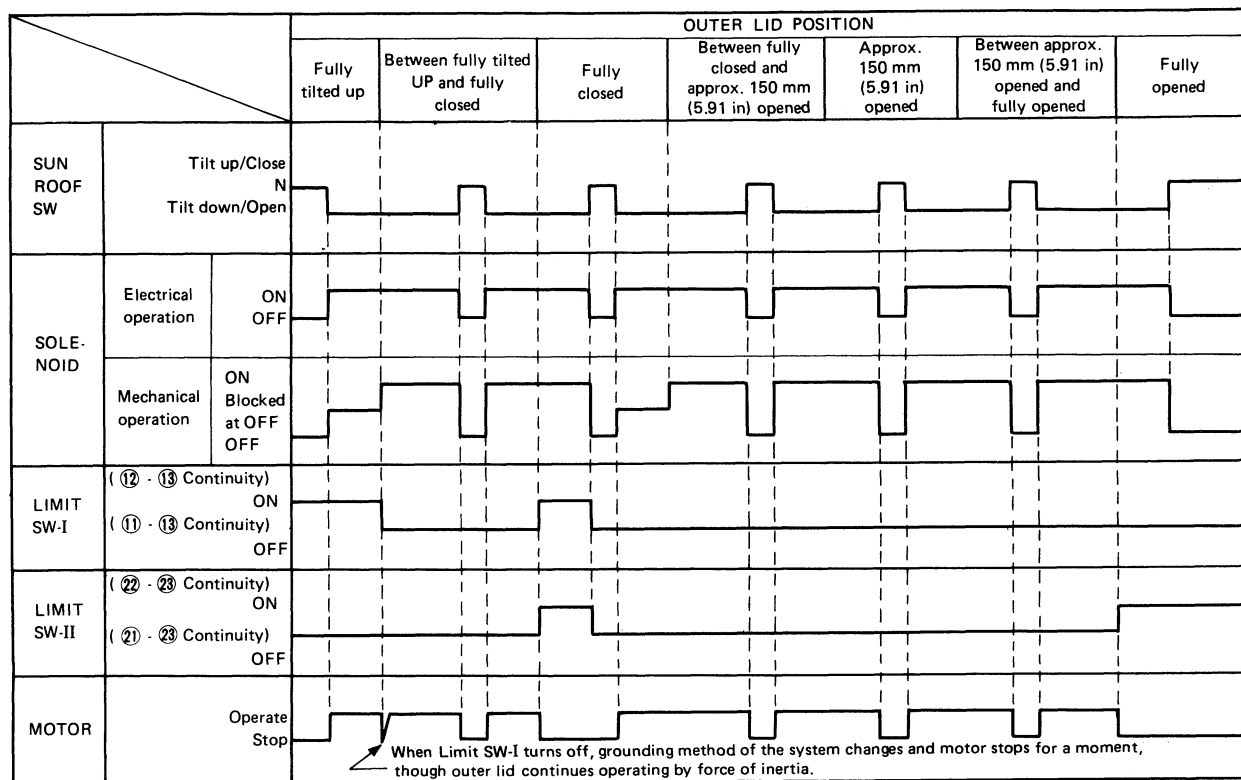 OUTER LID POSITION
Fully
tilted up
Between fully tilted
UP and fully
closed
Fully
closed
Between fully
closed and
approx. 150 mm
(5.91 in) opened
Approx.
150 mm
(5.91 in)
opened
Between approx.
150 mm (5.91 in)
opened and
fully opened
Fully
opened
SUN
ROOF
SW
Tilt up/Close
N
Tilt down/Open
SOLE-
NOID
Electrical
operation
ON
OFF
Mechanical
operation
ON
Blocked
at OFF
OFF
LIMIT
SW-I
( ⑫ - ⑬ Continuity)
ON
( ⑪ - ⑬ Continuity)
OFF
LIMIT
SW-II
( ㉒ - ㉓ Continuity)
ON
( ㉑ - ㉓ Continuity)
OFF
MOTOR
Operate
Stop
When Limit SW-I turns off, grounding method of the system changes and motor stops for a moment,
though outer lid continues operating by force of inertia.